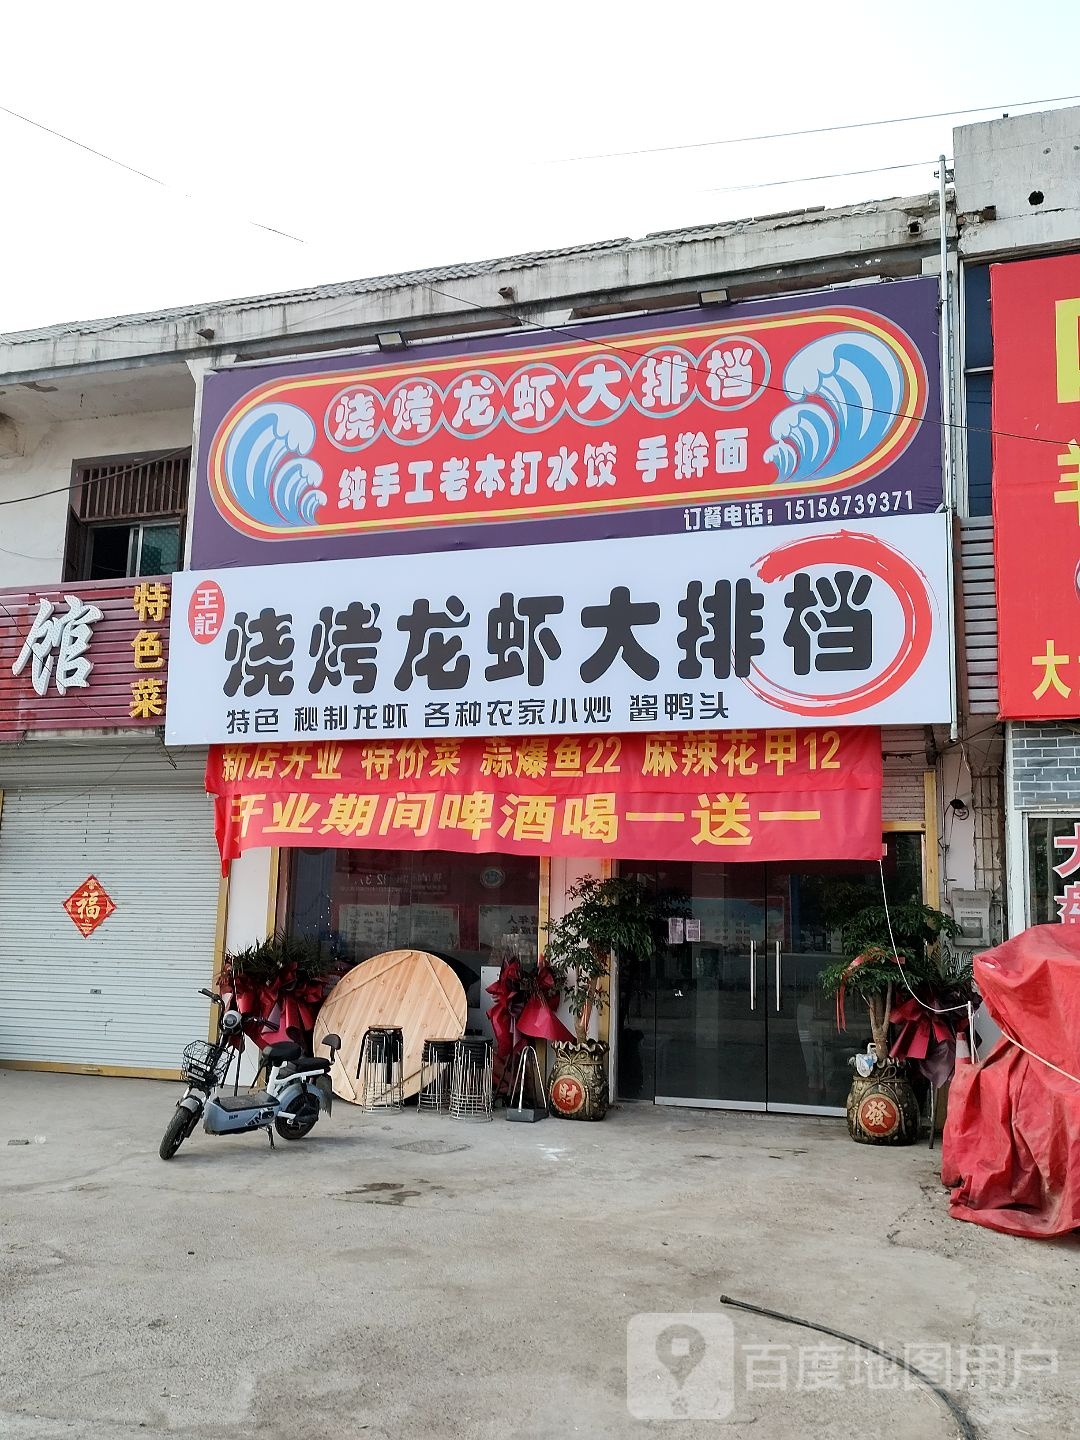 烧烤龙虾大排档
纯手工老本打水饺 手擀面
订餐电话: 15156739371
王記
烧烤龙虾大排档
特色 秘制龙虾 各种农家小炒 酱鸭头
馆
特色菜
新店开业 特价菜 蒜爆鱼22 麻辣花甲12
开业期间啤酒喝一送一
福
財
發
大
百度地图用户